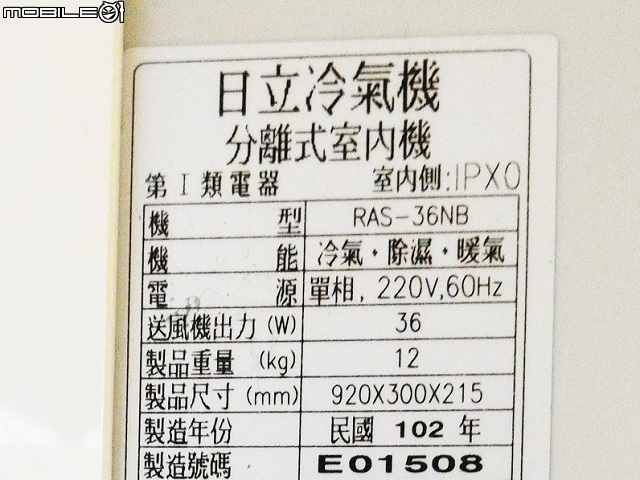 MOBILE01
日立冷氣機
分離式室內機
第I類電器 室內側:IPX0
機型 RAS-36NB
機能 冷氣·除濕·暖氣
電源 單相, 220V,60Hz
送風機出力(W) 36
製品重量 (kg) 12
製品尺寸(mm) 920X300X215
製造年份 民國 102 年
製造號碼 E01508